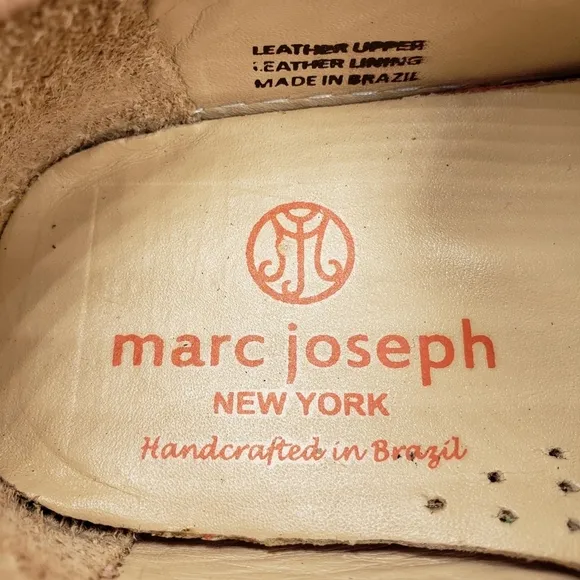 LEATHER UPPER
LEATHER LINING
MADE IN BRAZIL
marc joseph
NEW YORK
Handcrafted in Brazil